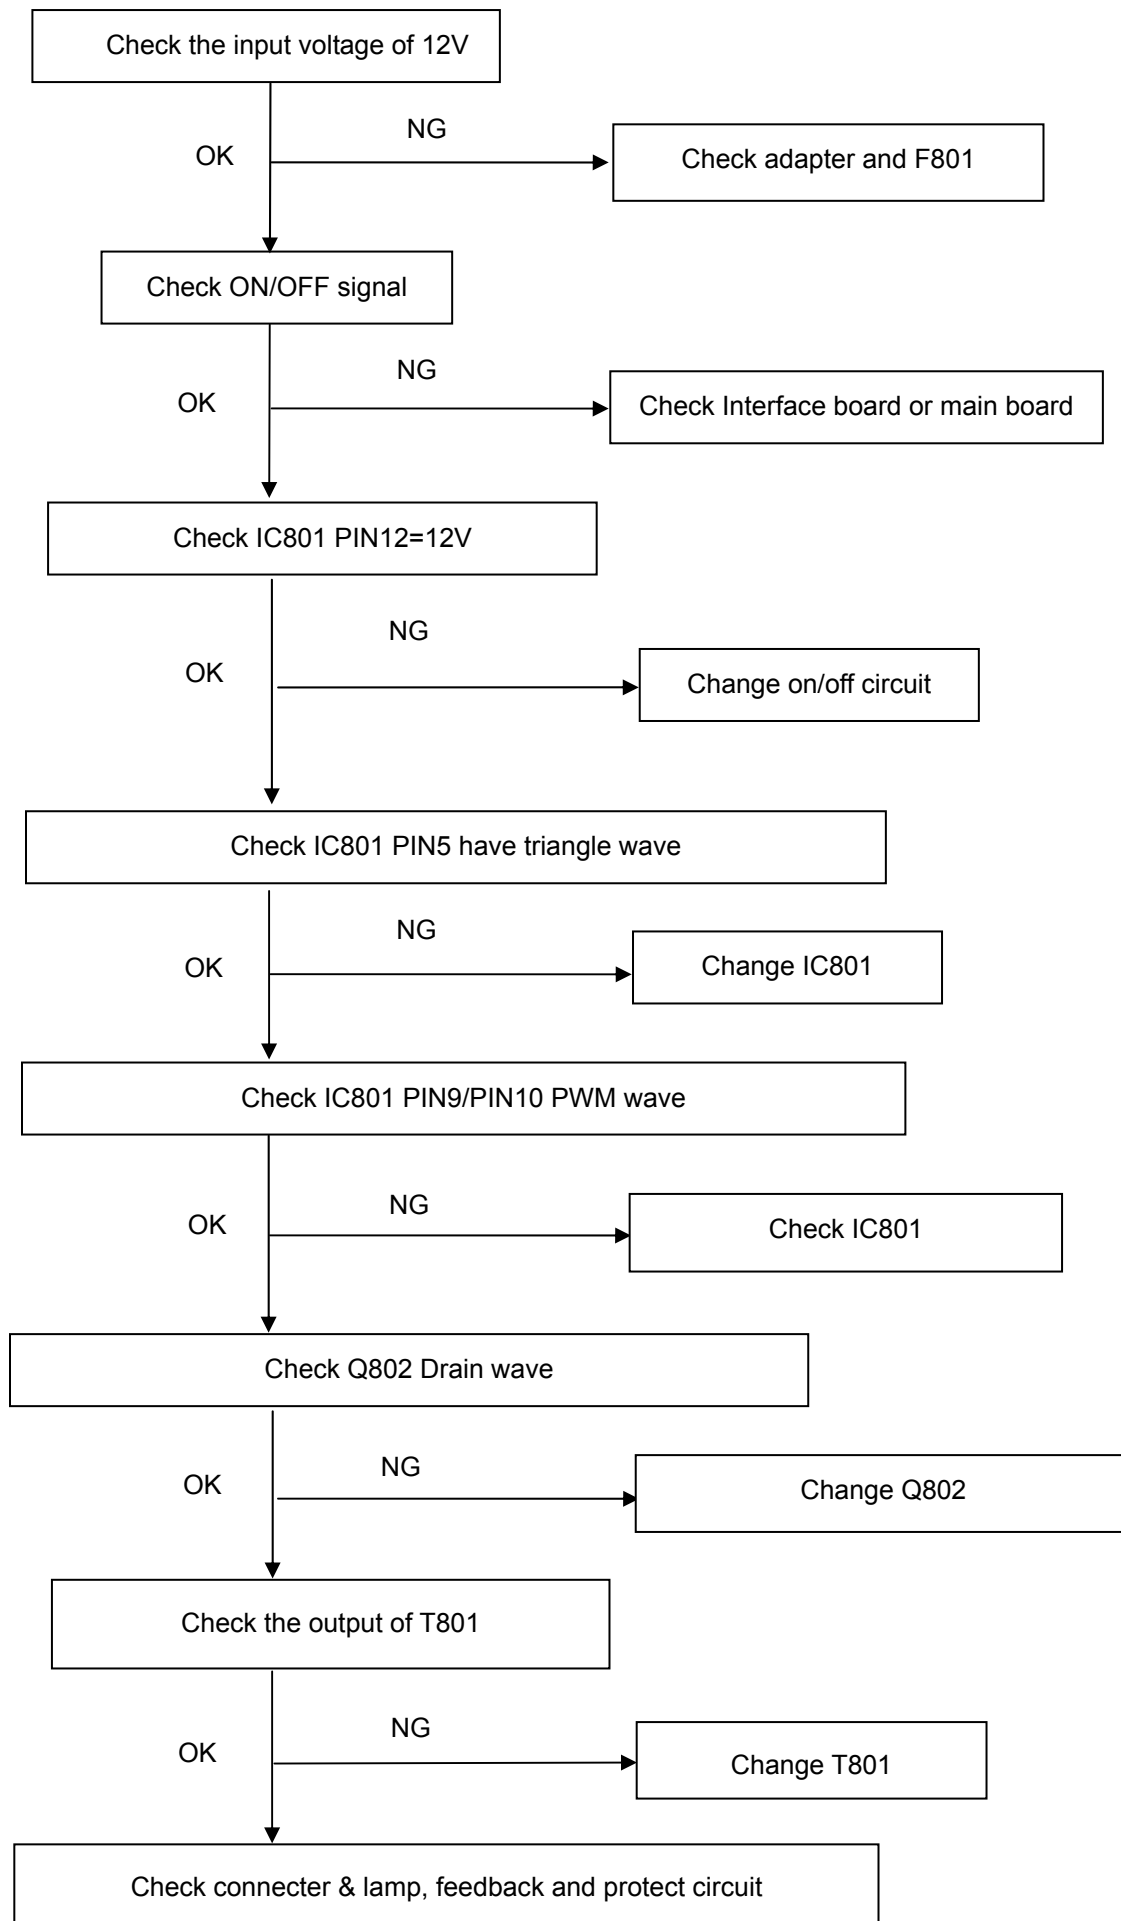 Check the input voltage of 12V
NG
OK
Check adapter and F801
Check ON/OFF signal
NG
OK
Check Interface board or main board
Check IC801 PIN12=12V
NG
OK
Change on/off circuit
Check IC801 PIN5 have triangle wave
NG
OK
Change IC801
Check IC801 PIN9/PIN10 PWM wave
NG
OK
Check IC801
Check Q802 Drain wave
NG
OK
Change Q802
Check the output of T801
NG
OK
Change T801
Check connecter & lamp, feedback and protect circuit